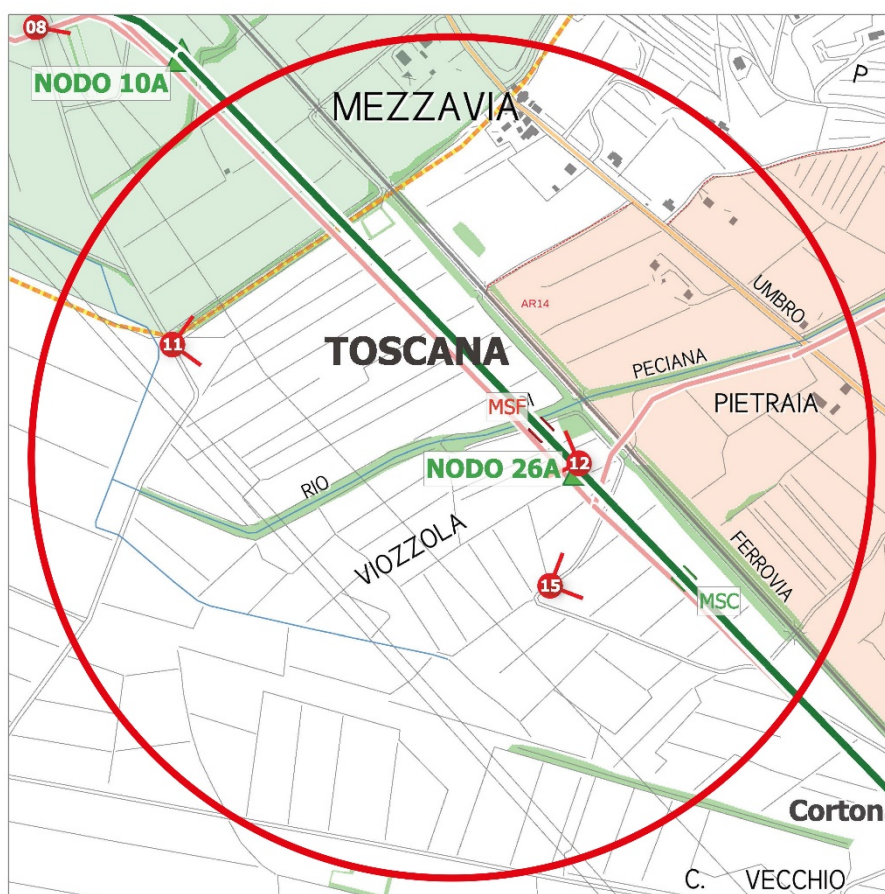 08
NODO 10A
MEZZAVIA
P
UMBRO
AR14
11
TOSCANA
PECIANA
MSF
PIETRAIA
NODO 26A
12
RIO
VIOZZOLA
FERROVIA
15
MSC
Corton
C. VECCHIO